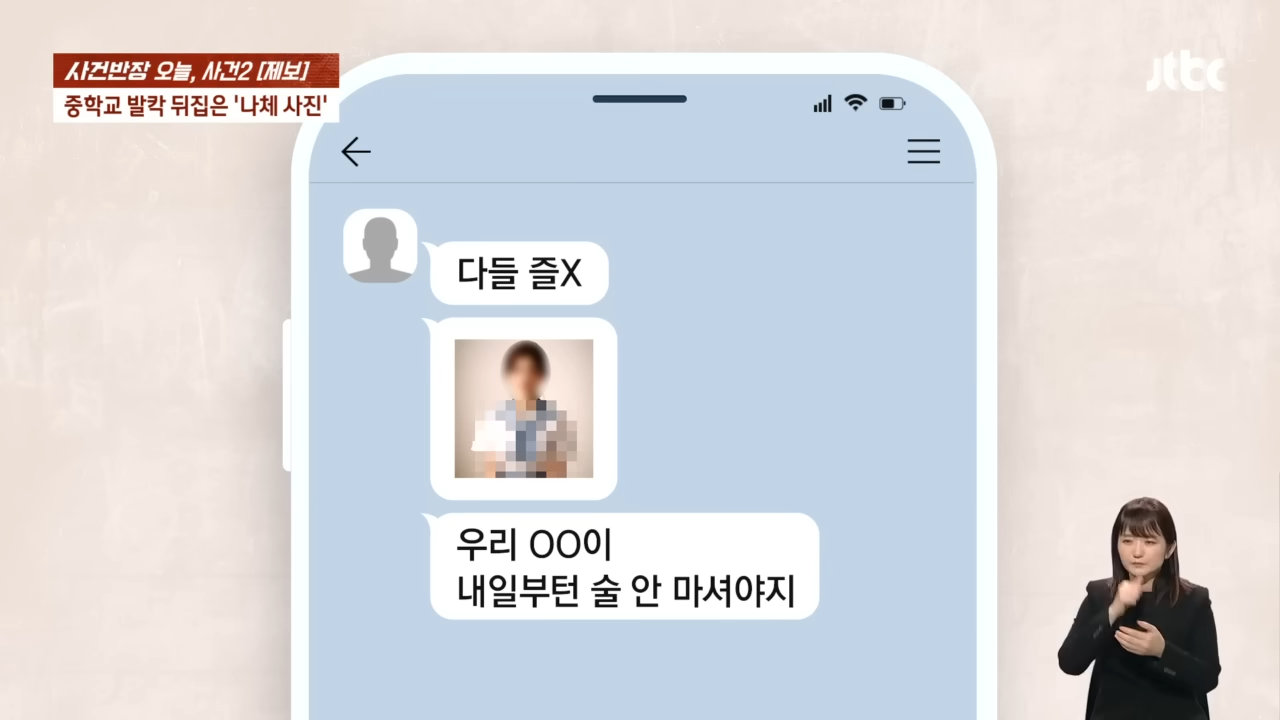 사건반장 오늘, 사건2 [제보]
중학교 발칵 뒤집은 '나체 사진'
jtbc
다들 즐X
우리 OO이
내일부턴 술 안 마셔야지